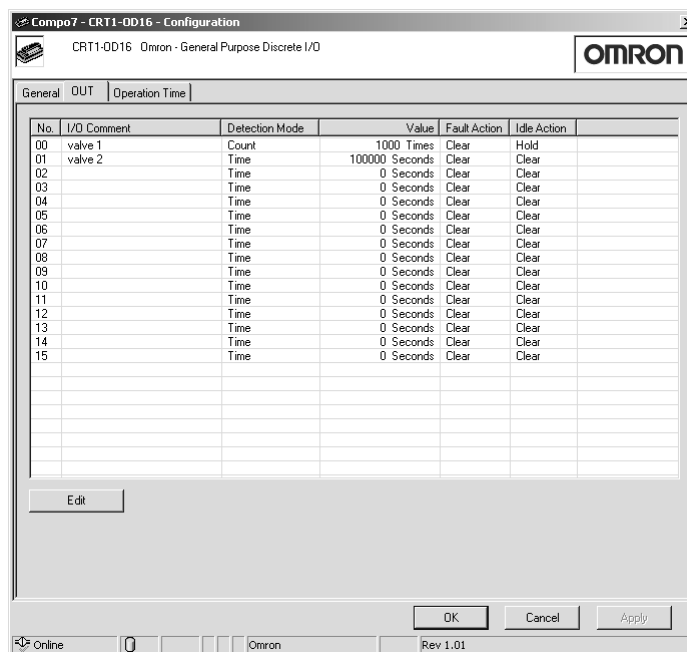 Compo7 - CRT1-OD16 - Configuration
CRT1-OD16 Omron - General Purpose Discrete I/O
OMRON
General OUT Operation Time
No. I/O Comment Detection Mode Value Fault Action Idle Action
00 valve 1 Count 1000 Times Clear Hold
01 valve 2 Time 100000 Seconds Clear Clear
02 Time 0 Seconds Clear Clear
03 Time 0 Seconds Clear Clear
04 Time 0 Seconds Clear Clear
05 Time 0 Seconds Clear Clear
06 Time 0 Seconds Clear Clear
07 Time 0 Seconds Clear Clear
08 Time 0 Seconds Clear Clear
09 Time 0 Seconds Clear Clear
10 Time 0 Seconds Clear Clear
11 Time 0 Seconds Clear Clear
12 Time 0 Seconds Clear Clear
13 Time 0 Seconds Clear Clear
14 Time 0 Seconds Clear Clear
15 Time 0 Seconds Clear Clear
Edit
OK Cancel Apply
Online Omron Rev 1.01